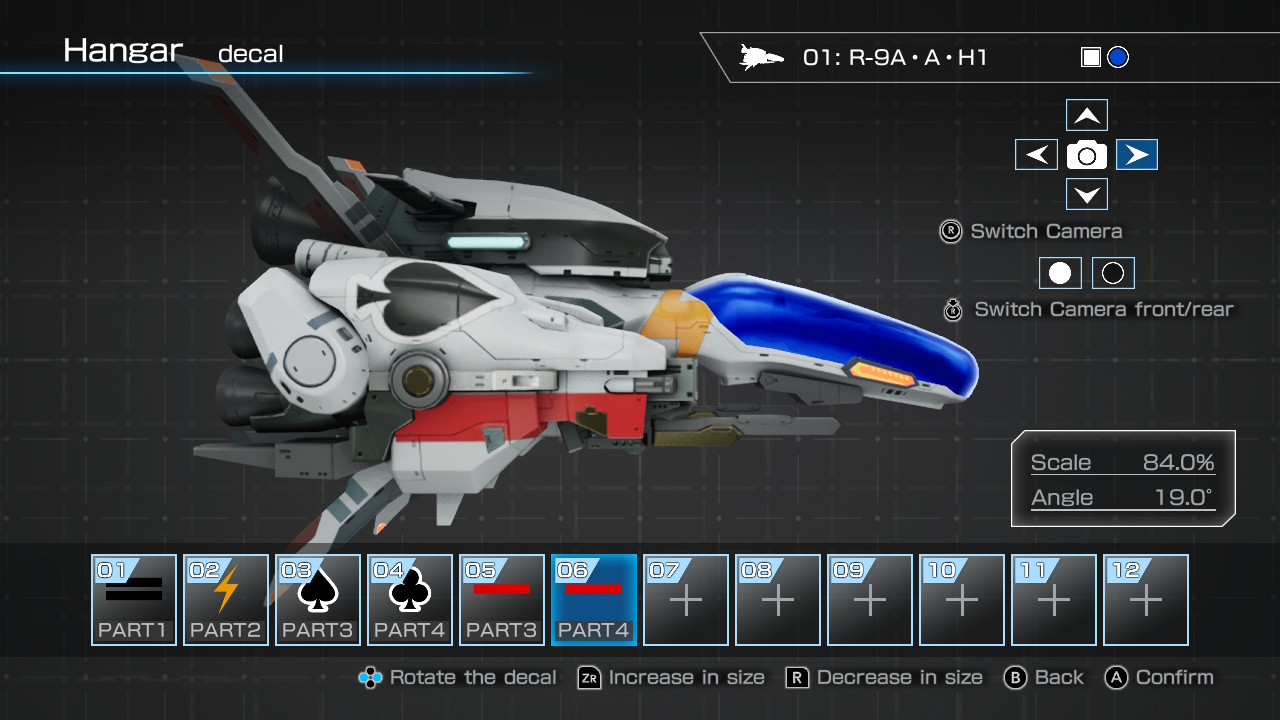 Hangar decal
01: R-9A・A・H1
R Switch Camera
R Switch Camera front/rear
Scale 84.0%
Angle 19.0°
01 02 03 04 05 06 07 08 09 10 11 12
PART1 PART2 PART3 PART4 PART3 PART4
Rotate the decal ZR Increase in size R Decrease in size B Back A Confirm